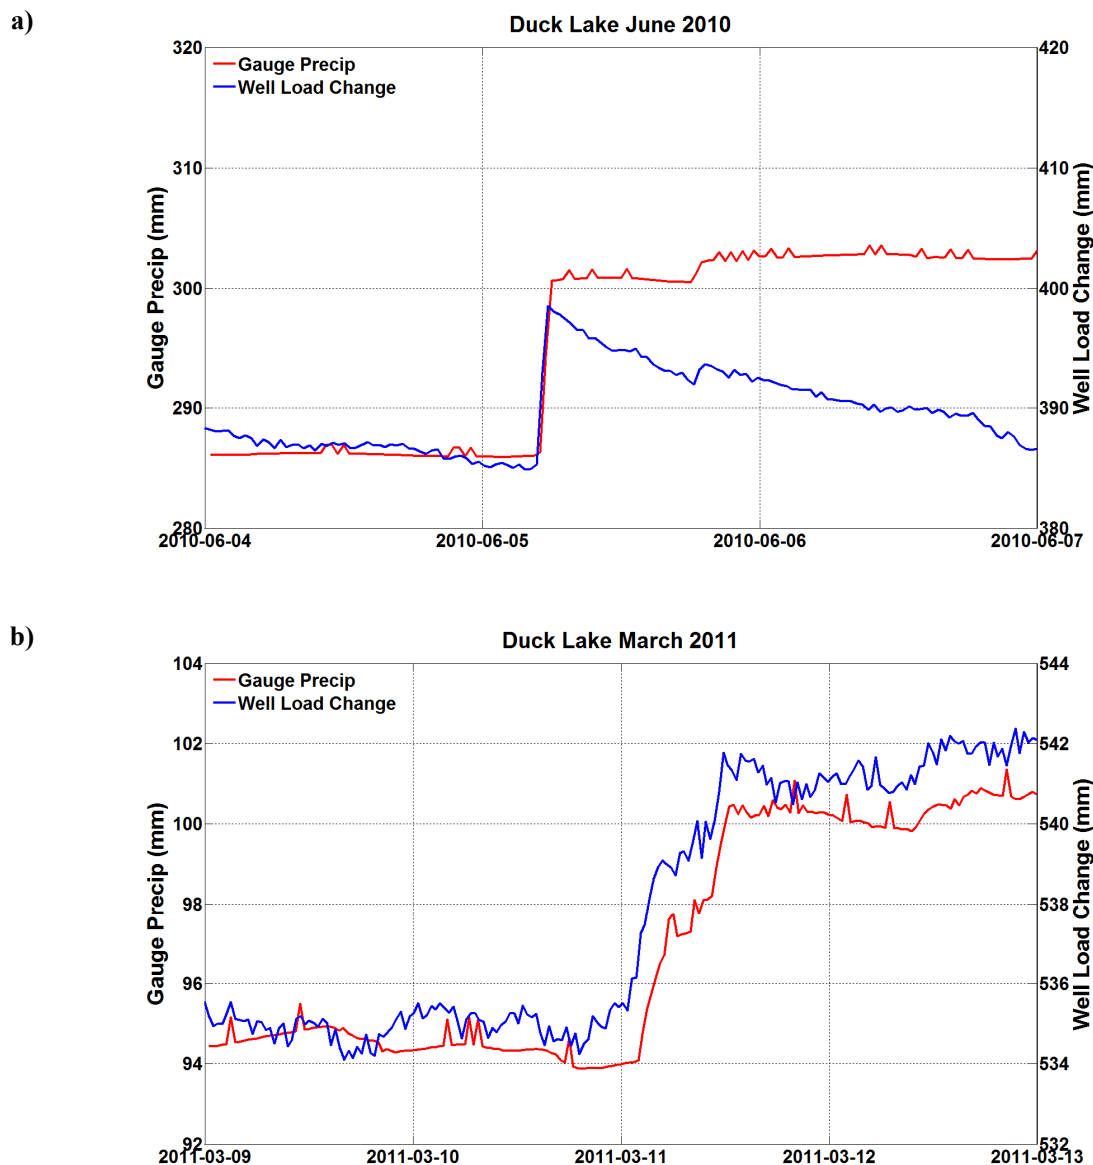 a)
Duck Lake June 2010
320
420
Gauge Precip
Well Load Change
310
410
300
400
290
390
280
380
Gauge Precip (mm)
Well Load Change (mm)
2010-06-04
2010-06-05
2010-06-06
2010-06-07
b)
Duck Lake March 2011
104
544
Gauge Precip
Well Load Change
102
542
100
540
98
538
96
536
94
534
92
532
Gauge Precip (mm)
Well Load Change (mm)
2011-03-09
2011-03-10
2011-03-11
2011-03-12
2011-03-13